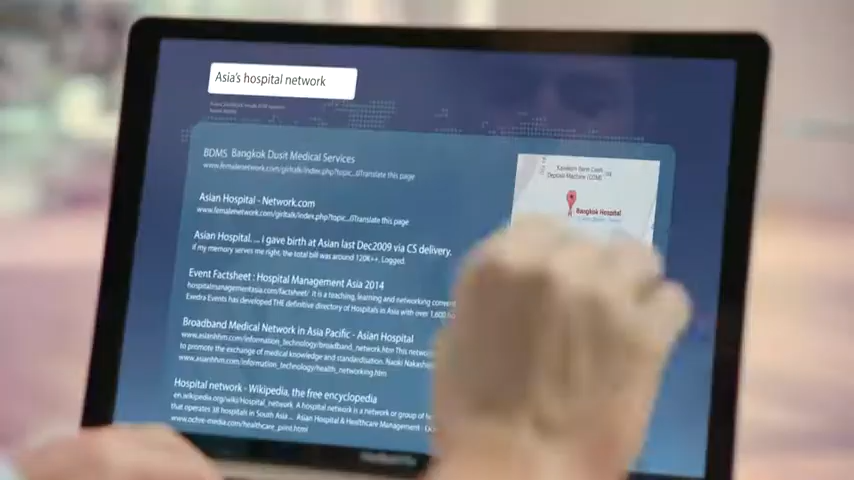 Asia's hospital network
BDMS Bangkok Dusit Medical Services
www.femalenetwork.com/girltalk/index.php?topic...0Translate this page
Asian Hospital - Network.com
www.femalenetwork.com/girltalk/index.php?topic...0Translate this page
Asian Hospital. ... I gave birth at Asian last Dec2009 via CS delivery.
if my memory serves me right, the total bill was around 120K++. Logged.
Event Factsheet : Hospital Management Asia 2014
hospitalmanagementasia.com/factsheet/ It is a teaching, learning and networking
Exedra Events has developed THE definitive directory of Hospitals in Asia with over 1,600
Broadband Medical Network in Asia Pacific - Asian Hospital
www.asianhhm.com/information_technology/broadband_network.htm This
to promote the exchange of medical knowledge and standardisation. Naoki
www.asianhhm.com/information_technology/health_networking.htm
Hospital network - Wikipedia, the free encyclopedia
en.wikipedia.org/wiki/Hospital_network. A hospital network is a network or group of
that operates 38 hospitals in South Asia ... Asian Hospital & Healthcare Management -
www.ochre-media.com/healthcare_print.html
Deposit Machine (CDM)
Bangkok Hospital